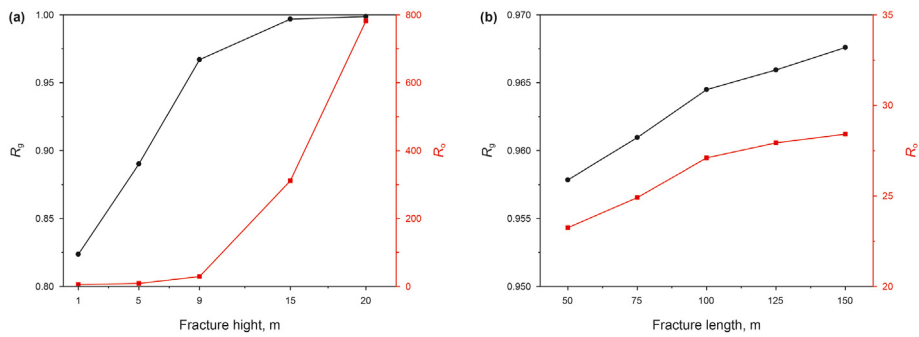 (a)
1.00
0.95
0.90
0.85
0.80
Rg
800
600
400
200
0
Ro
1 5 9 15 20
Fracture hight, m
(b)
0.970
0.965
0.960
0.955
0.950
Rg
35
30
25
20
Ro
50 75 100 125 150
Fracture length, m